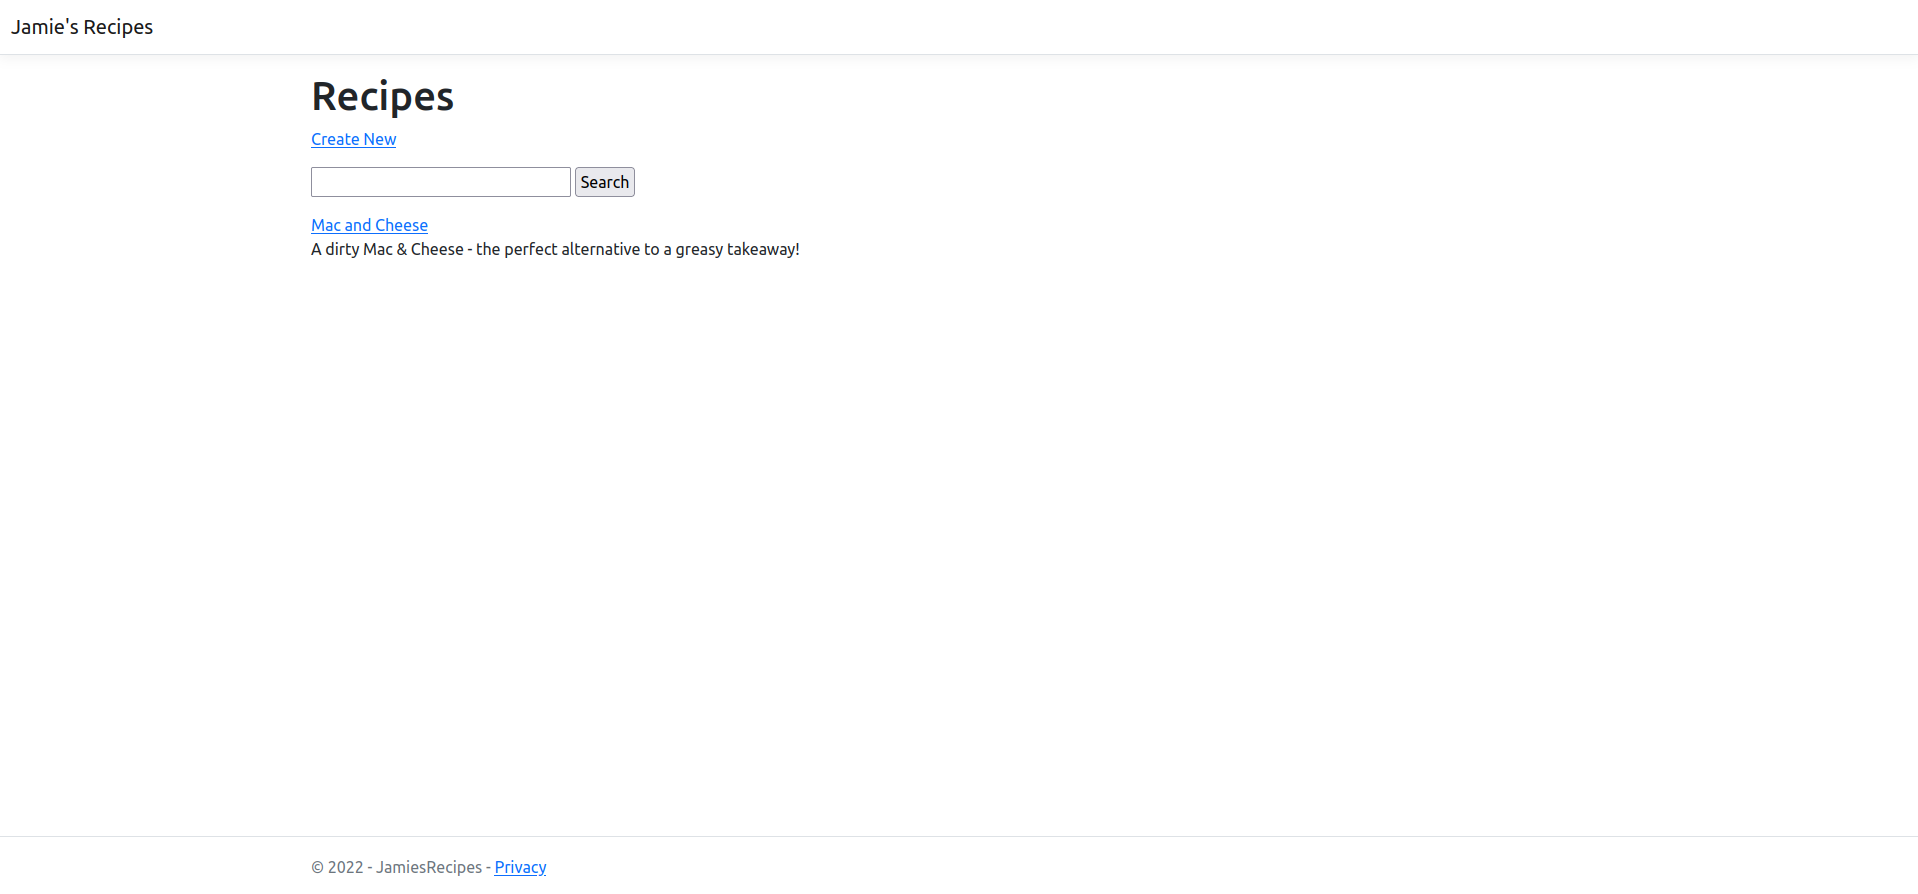 Jamie's Recipes
Recipes
Create New
Search
Mac and Cheese
A dirty Mac & Cheese - the perfect alternative to a greasy takeaway!
© 2022 - JamiesRecipes - Privacy